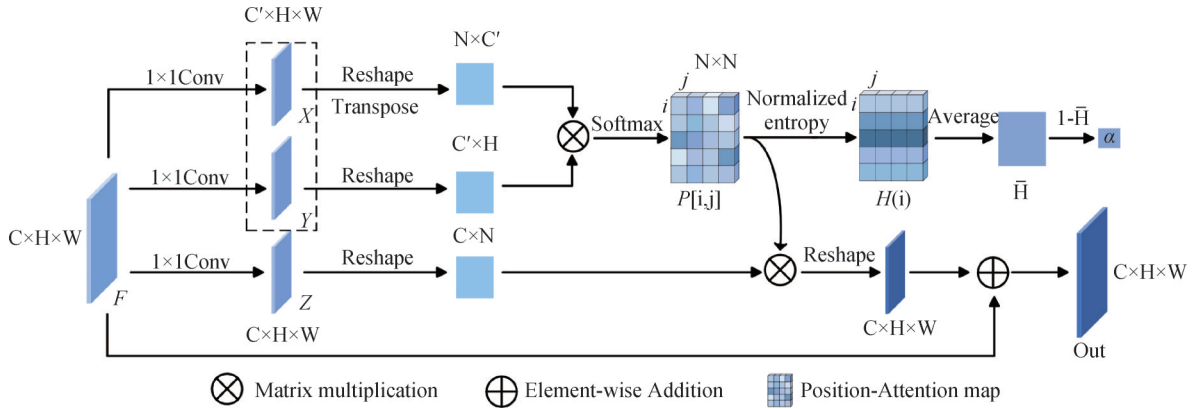 C′×H×W
1×1Conv
X
Reshape
Transpose
N×C′
Softmax
N×N
j
i
P[i,j]
Normalized
entropy
j
i
H(i)
Average
H̄
1-H̄
α
1×1Conv
Y
Reshape
C′×H
C×H×W
F
1×1Conv
Z
C×H×W
Reshape
C×N
Reshape
C×H×W
C×H×W
Out
Matrix multiplication
Element-wise Addition
Position-Attention map